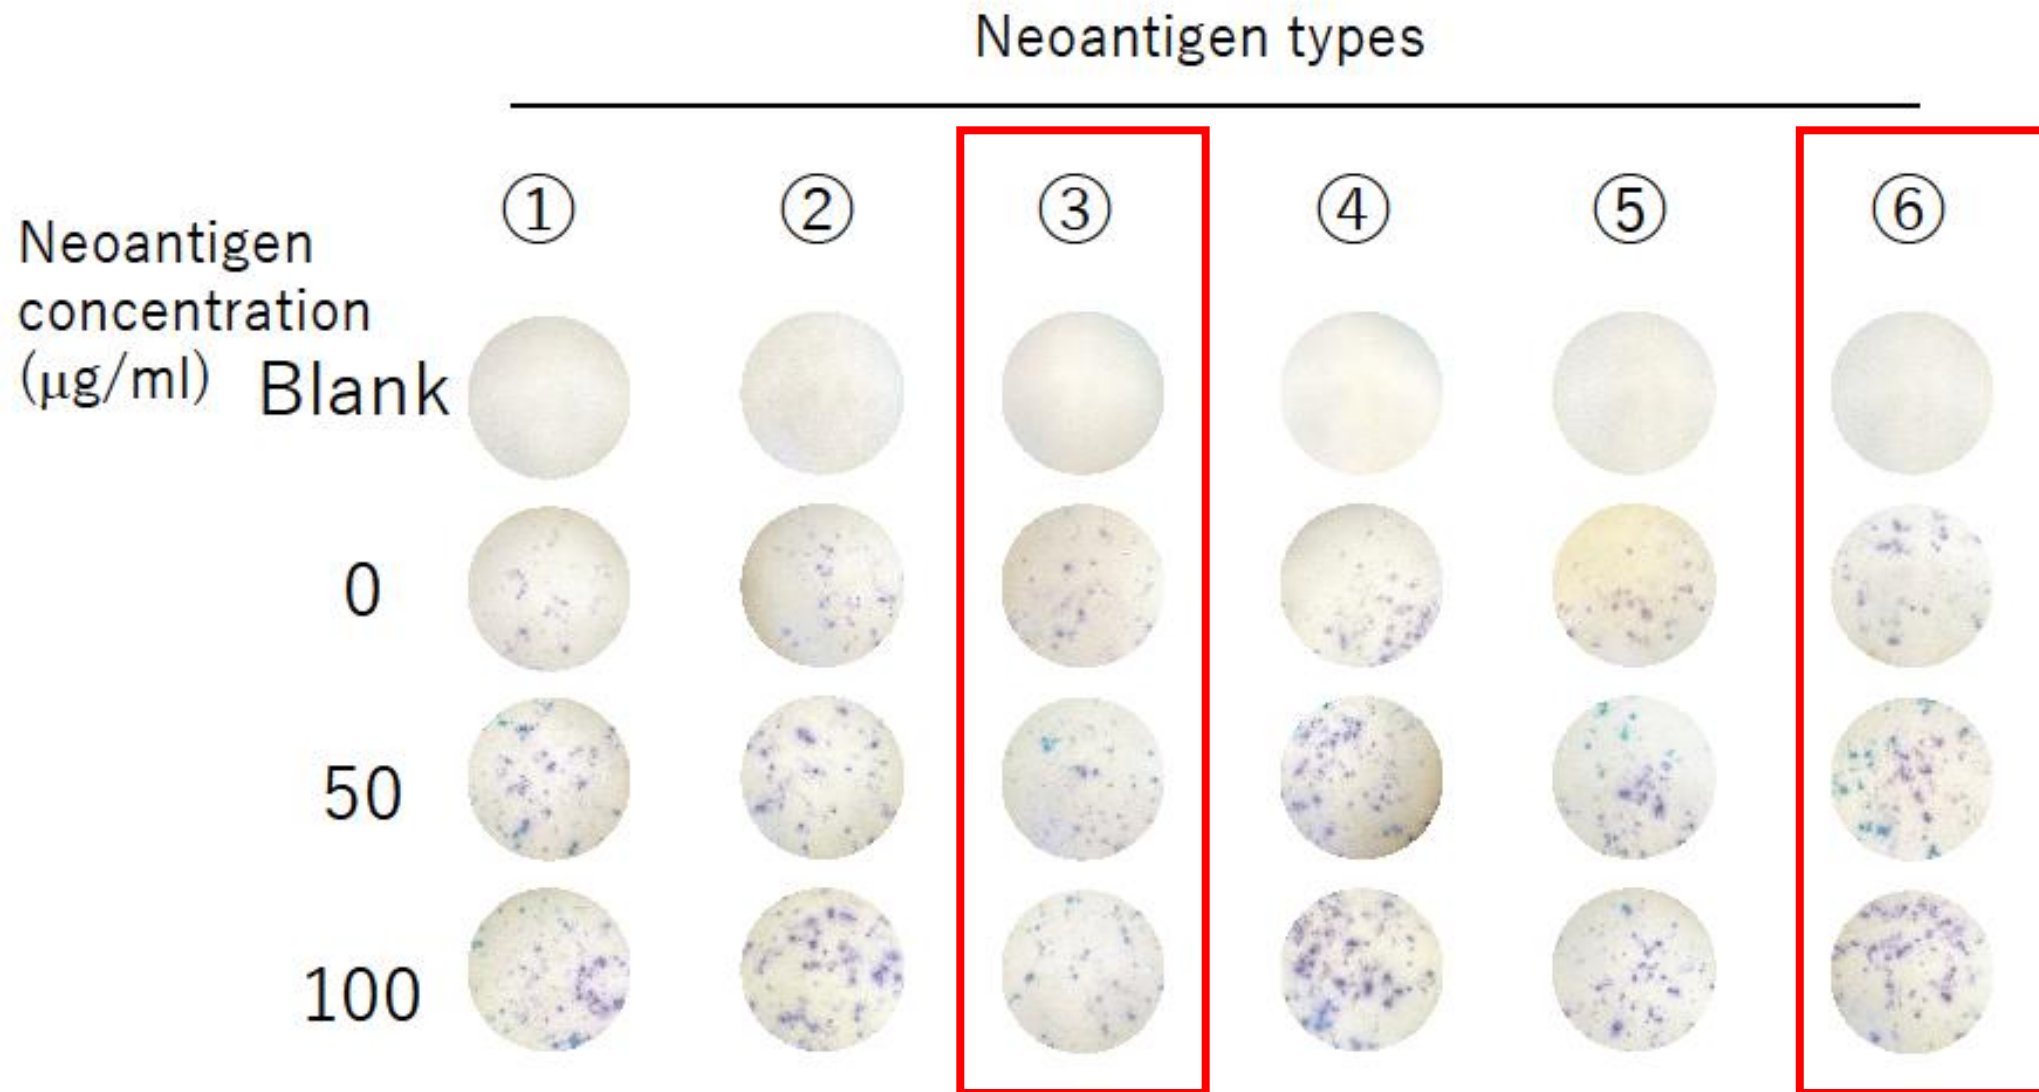 Neoantigen types
① ② ③ ④ ⑤ ⑥
Neoantigen
concentration
(μg/ml) Blank
0
50
100